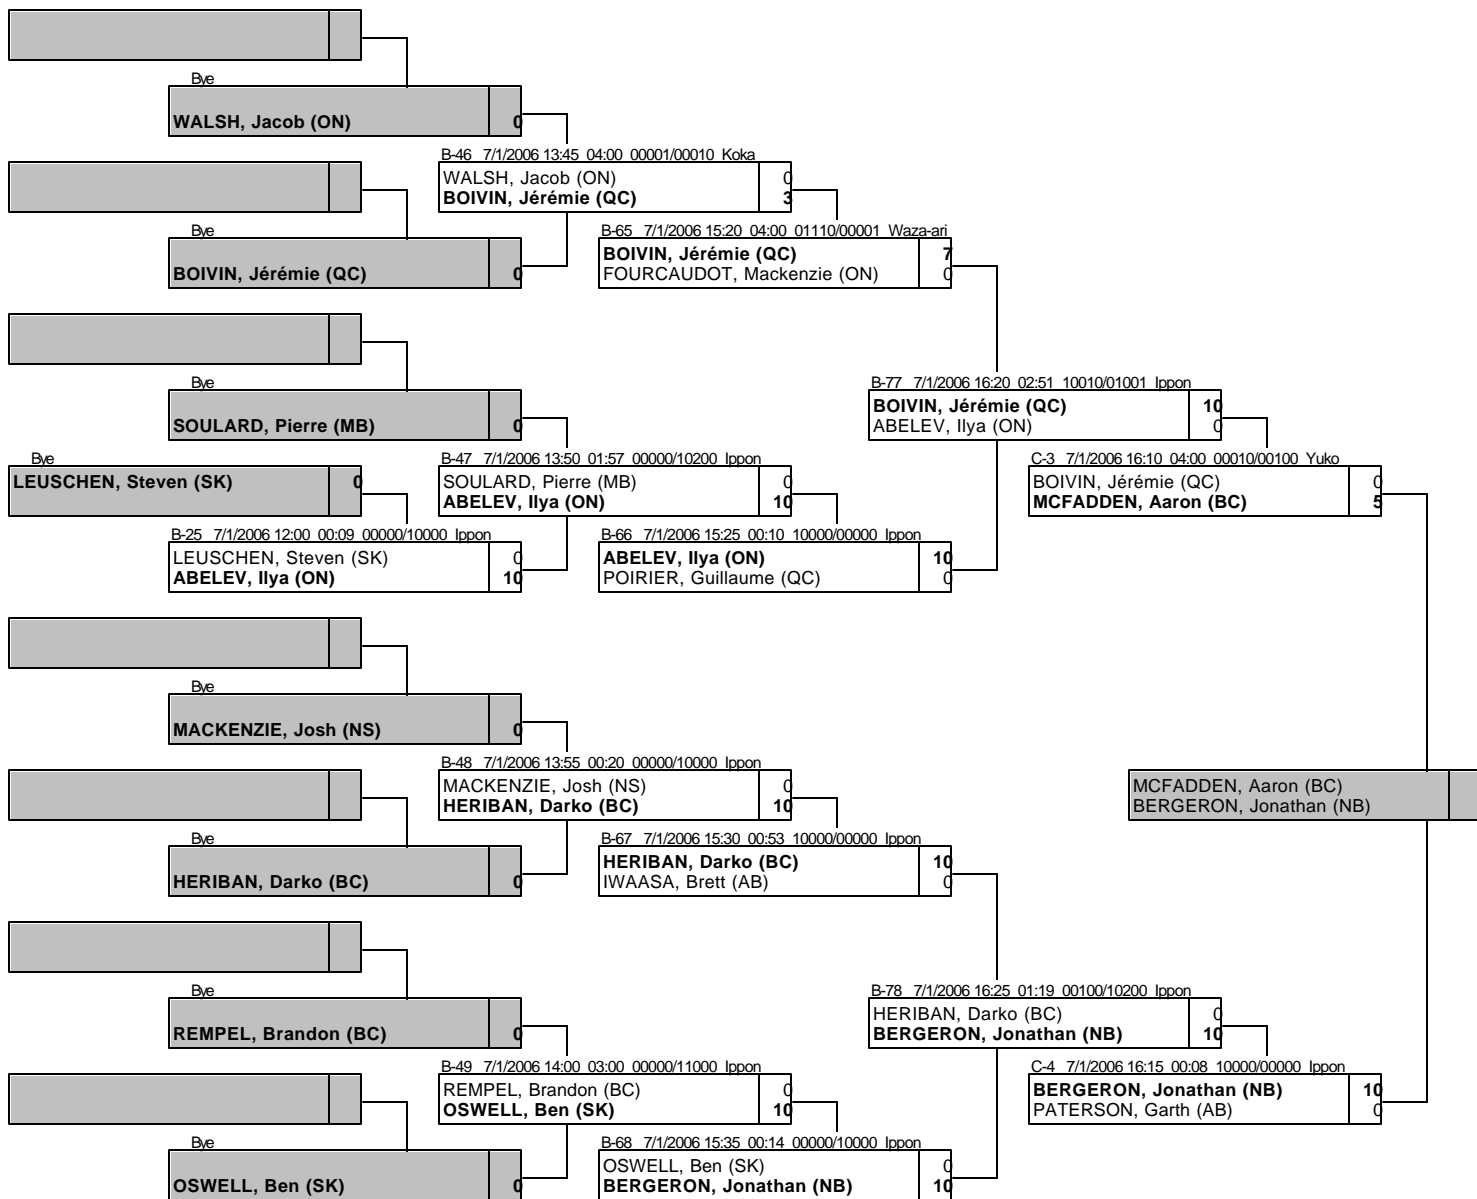 Bye
WALSH, Jacob (ON) 0
B-46 7/1/2006 13:45 04:00 00001/00010 Koka
WALSH, Jacob (ON) 0
BOIVIN, Jérémie (QC) 3
Bye
BOIVIN, Jérémie (QC) 0
B-65 7/1/2006 15:20 04:00 01110/00001 Waza-ari
BOIVIN, Jérémie (QC) 7
FOURCAUDOT, Mackenzie (ON) 0
Bye
SOULARD, Pierre (MB) 0
B-77 7/1/2006 16:20 02:51 10010/01001 Ippon
BOIVIN, Jérémie (QC) 10
ABELEV, Ilya (ON) 0
Bye
LEUSCHEN, Steven (SK) 0
B-47 7/1/2006 13:50 01:57 00000/10200 Ippon
SOULARD, Pierre (MB) 0
ABELEV, Ilya (ON) 10
C-3 7/1/2006 16:10 04:00 00010/00100 Yuko
BOIVIN, Jérémie (QC) 0
MCFADDEN, Aaron (BC) 5
B-25 7/1/2006 12:00 00:09 00000/10000 Ippon
LEUSCHEN, Steven (SK) 0
ABELEV, Ilya (ON) 10
B-66 7/1/2006 15:25 00:10 10000/00000 Ippon
ABELEV, Ilya (ON) 10
POIRIER, Guillaume (QC) 0
Bye
MACKENZIE, Josh (NS) 0
B-48 7/1/2006 13:55 00:20 00000/10000 Ippon
MACKENZIE, Josh (NS) 0
HERIBAN, Darko (BC) 10
MCFADDEN, Aaron (BC)
BERGERON, Jonathan (NB)
Bye
HERIBAN, Darko (BC) 0
B-67 7/1/2006 15:30 00:53 10000/00000 Ippon
HERIBAN, Darko (BC) 10
IWAASA, Brett (AB) 0
Bye
REMPEL, Brandon (BC) 0
B-78 7/1/2006 16:25 01:19 00100/10200 Ippon
HERIBAN, Darko (BC) 0
BERGERON, Jonathan (NB) 10
B-49 7/1/2006 14:00 03:00 00000/11000 Ippon
REMPEL, Brandon (BC) 0
OSWELL, Ben (SK) 10
C-4 7/1/2006 16:15 00:08 10000/00000 Ippon
BERGERON, Jonathan (NB) 10
PATERSON, Garth (AB) 0
Bye
OSWELL, Ben (SK) 0
B-68 7/1/2006 15:35 00:14 00000/10000 Ippon
OSWELL, Ben (SK) 0
BERGERON, Jonathan (NB) 10